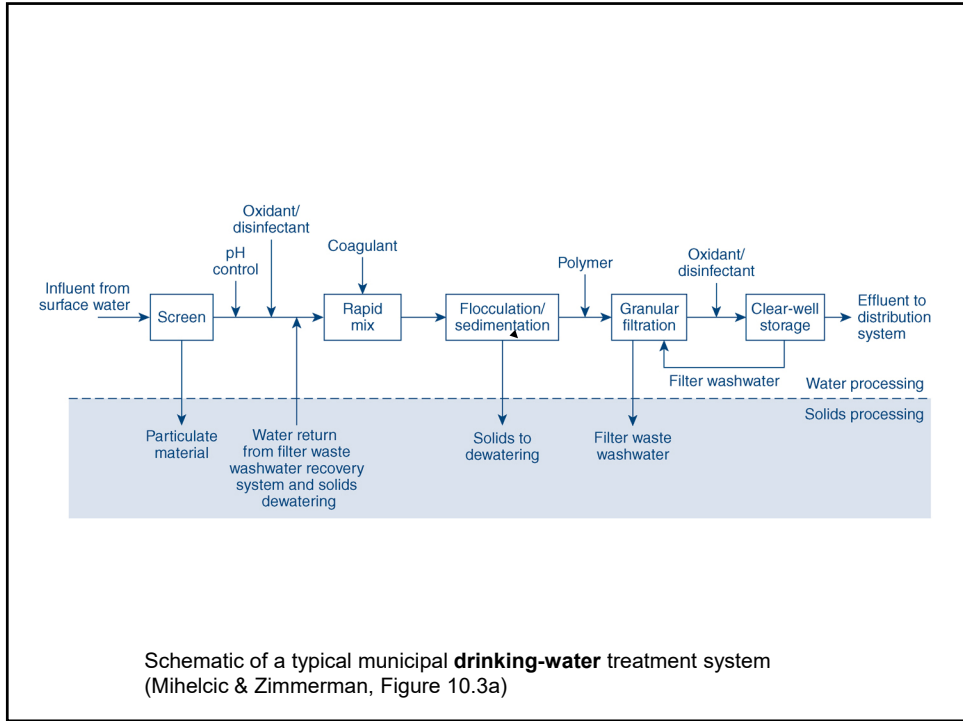 Oxidant/
disinfectant
pH
control
Coagulant
Polymer
Oxidant/
disinfectant
Influent from
surface water
Screen
Rapid
mix
Flocculation/
sedimentation
Granular
filtration
Clear-well
storage
Effluent to
distribution
system
Filter washwater
Water processing
Solids processing
Particulate
material
Water return
from filter waste
washwater recovery
system and solids
dewatering
Solids to
dewatering
Filter waste
washwater
Schematic of a typical municipal drinking-water treatment system
(Mihelcic & Zimmerman, Figure 10.3a)